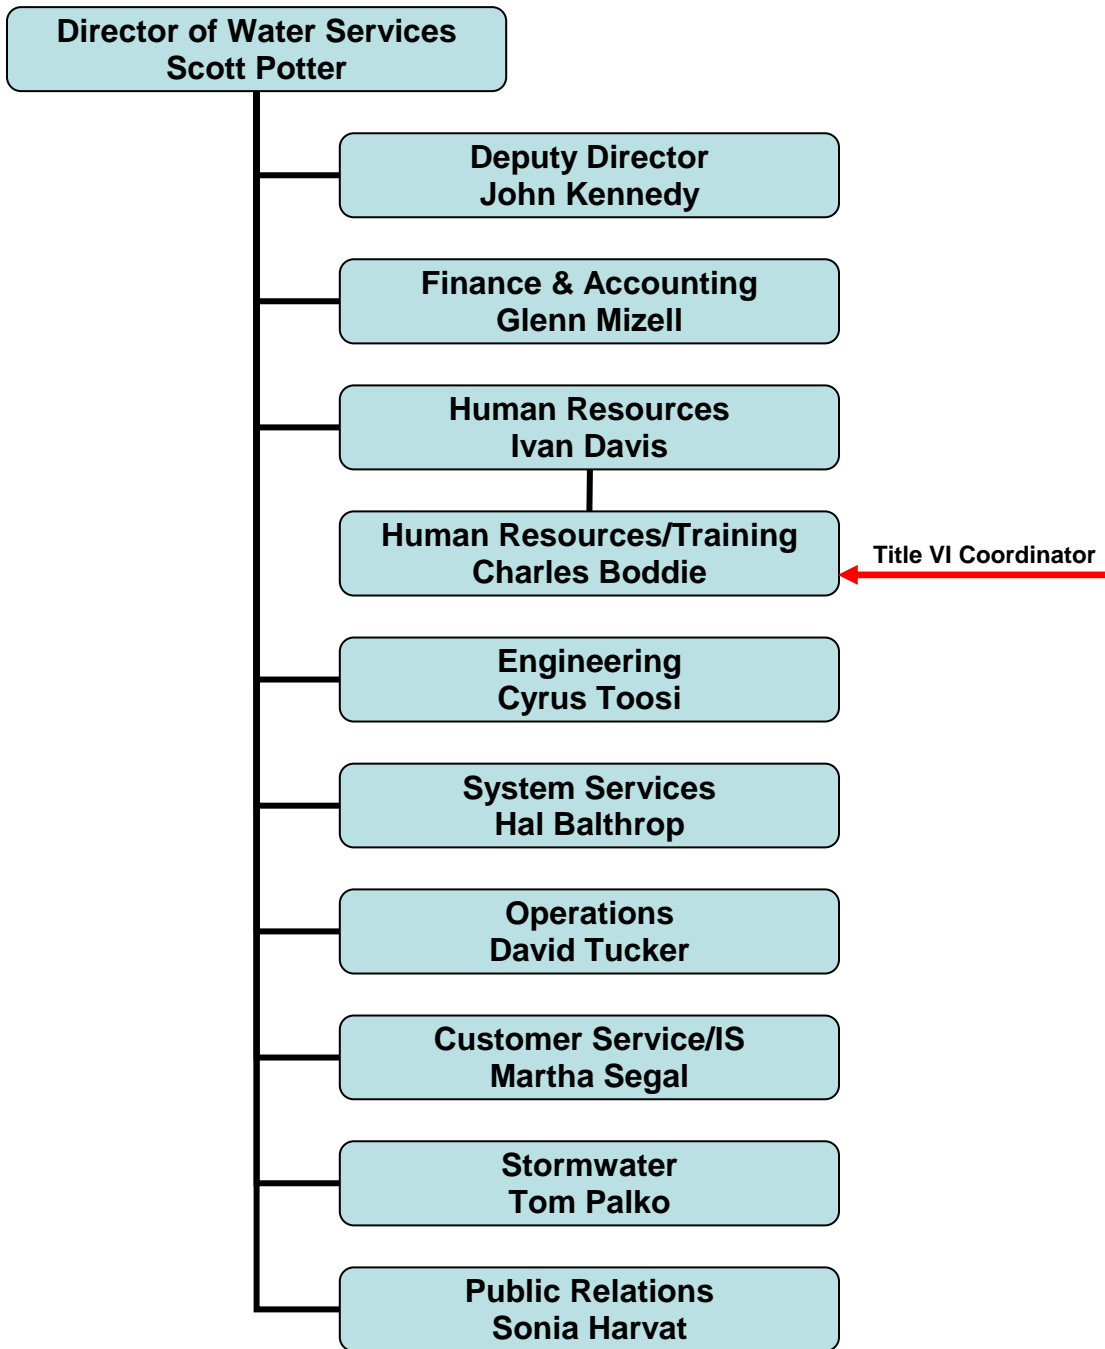 Director of Water Services
Scott Potter
Deputy Director
John Kennedy
Finance & Accounting
Glenn Mizell
Human Resources
Ivan Davis
Human Resources/Training
Charles Boddie
Title VI Coordinator
Engineering
Cyrus Toosi
System Services
Hal Balthrop
Operations
David Tucker
Customer Service/IS
Martha Segal
Stormwater
Tom Palko
Public Relations
Sonia Harvat